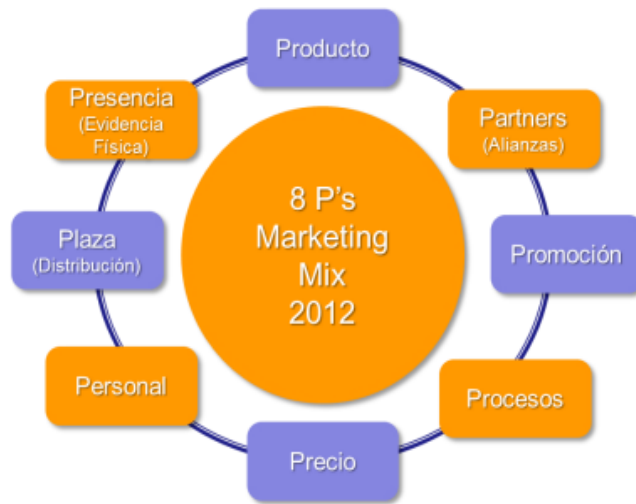 Producto
Presencia
(Evidencia
Física)
Partners
(Alianzas)
8 P's
Marketing
Mix
2012
Plaza
(Distribución)
Promoción
Personal
Procesos
Precio